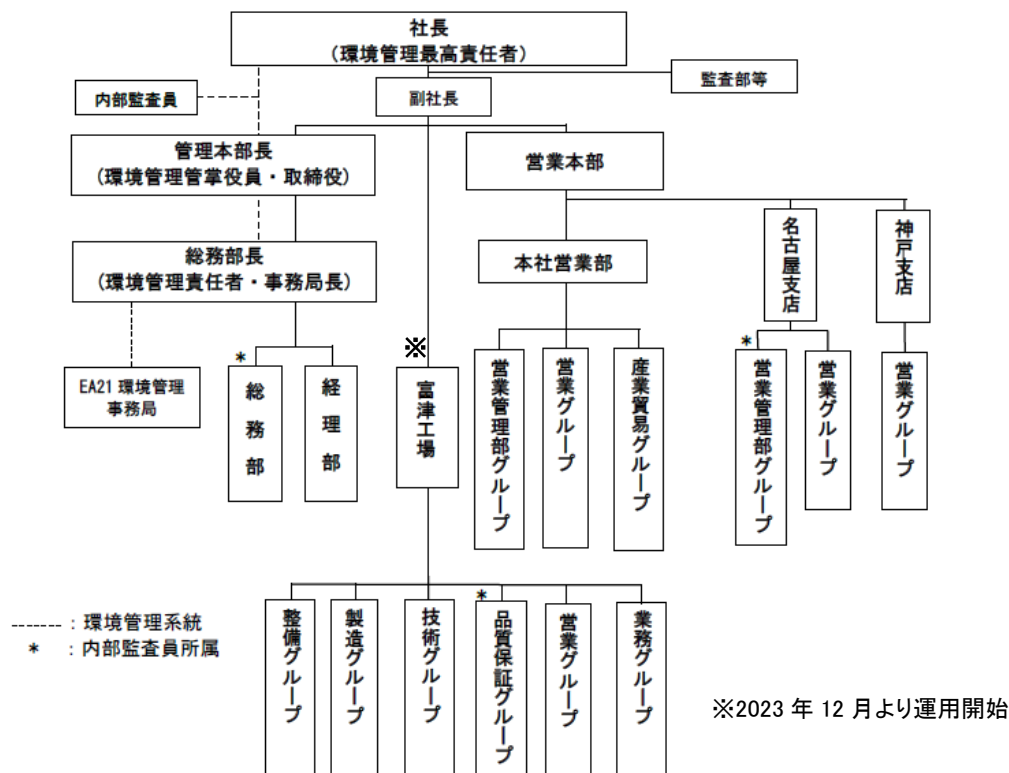 社長
（環境管理最高責任者）
監査部等
内部監査員
副社長
管理本部長
（環境管理管掌役員・取締役）
営業本部
名古屋支店
神戸支店
総務部長
（環境管理責任者・事務局長）
本社営業部
EA21 環境管理
事務局
*
総務部
経理部
※
富津工場
営業管理部グループ
営業グループ
産業貿易グループ
*
営業管理部グループ
営業グループ
営業グループ
整備グループ
製造グループ
技術グループ
*
品質保証グループ
営業グループ
業務グループ
------- : 環境管理系統
* : 内部監査員所属
※2023 年 12 月より運用開始